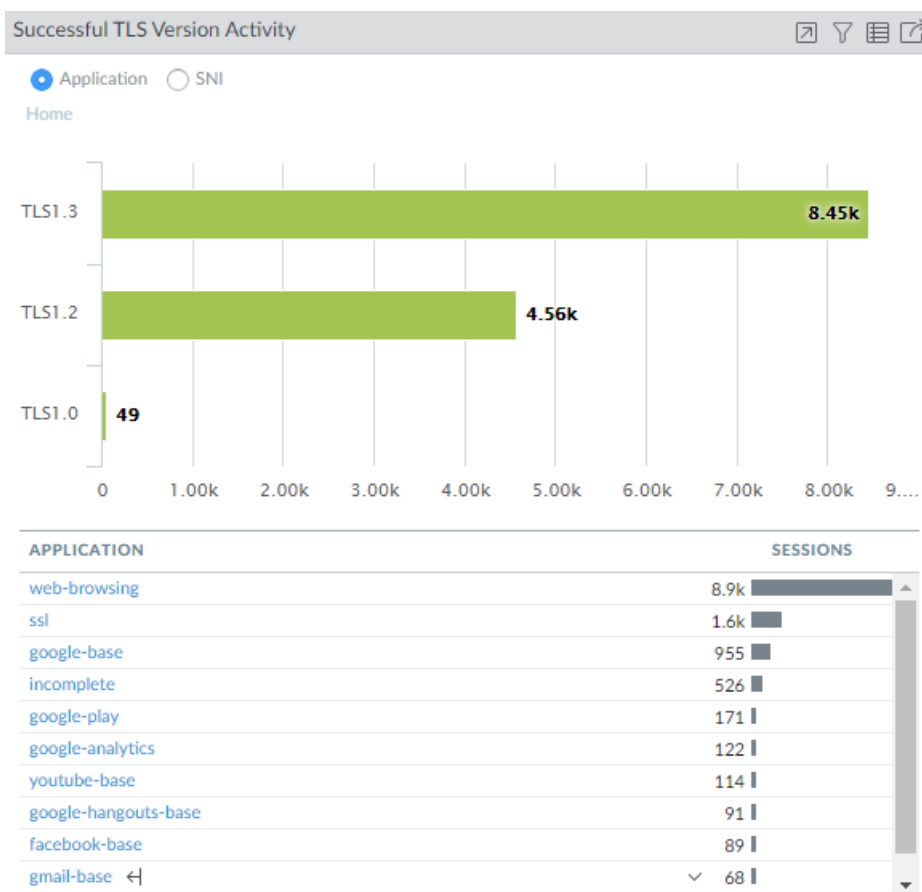 Successful TLS Version Activity
Application SNI
Home
TLS1.3 8.45k
TLS1.2 4.56k
TLS1.0 49
0 1.00k 2.00k 3.00k 4.00k 5.00k 6.00k 7.00k 8.00k 9....
APPLICATION SESSIONS
web-browsing 8.9k
ssl 1.6k
google-base 955
incomplete 526
google-play 171
google-analytics 122
youtube-base 114
google-hangouts-base 91
facebook-base 89
gmail-base 68